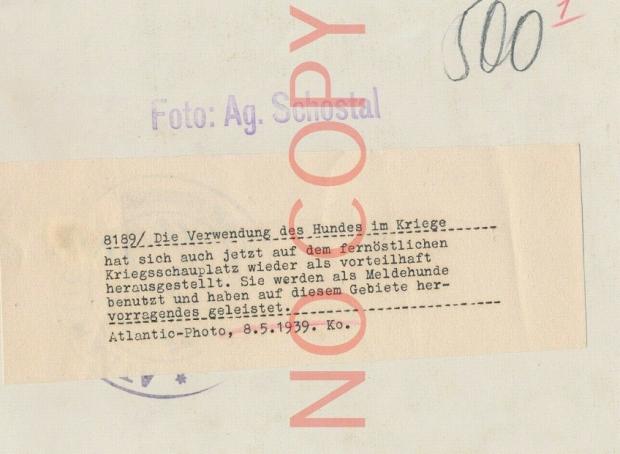 500 1
Foto: Ag. Schostal
8189/ Die Verwendung des Hundes im Kriege
hat sich auch jetzt auf dem fernöstlichen
Kriegsschauplatz wieder als vorteilhaft
herausgestellt. Sie werden als Meldehunde
benutzt und haben auf diesem Gebiete her-
vorragendes geleistet.
Atlantic-Photo, 8.5.1939. Ko.
NO COPY